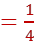 = 1/4